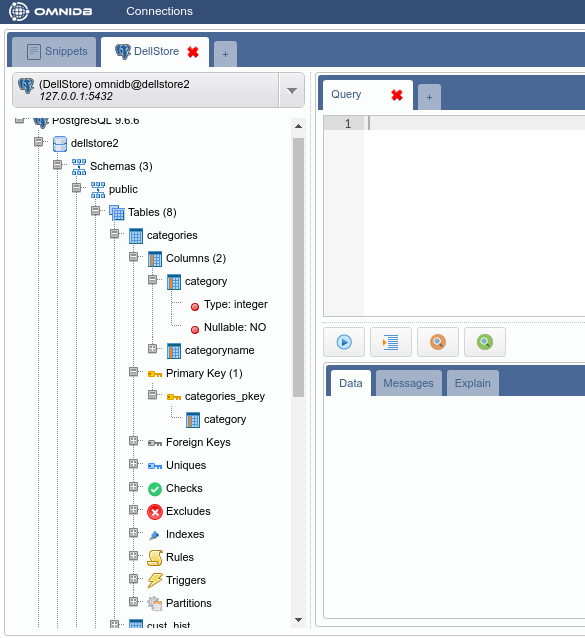 OMNIDB Connections
Snippets DellStore +
(DellStore) omnidb@dellstore2
127.0.0.1:5432
PostgreSQL 9.6.6
dellstore2
Schemas (3)
public
Tables (8)
categories
Columns (2)
category
Type: integer
Nullable: NO
categoryname
Primary Key (1)
categories_pkey
category
Foreign Keys
Uniques
Checks
Excludes
Indexes
Rules
Triggers
Partitions
cust_hist
Query +
1
Data Messages Explain